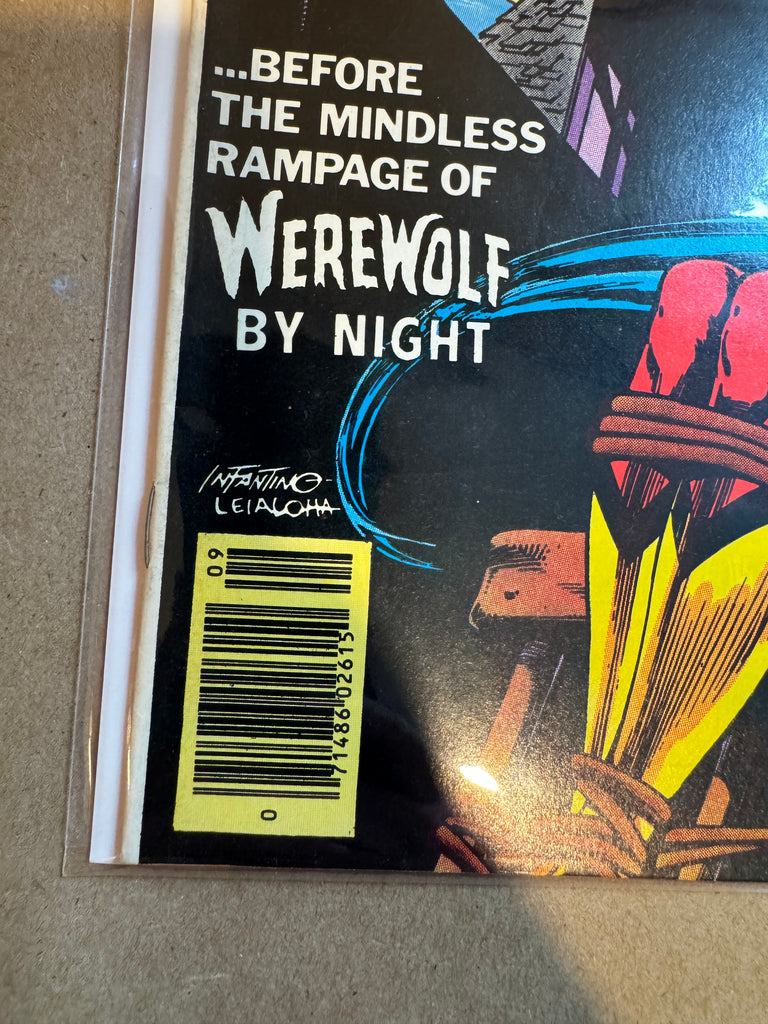 ...BEFORE
THE MINDLESS
RAMPAGE OF
WEREWOLF
BY NIGHT
INFANTINO-
LEIALOHA
09
71486 02615
0